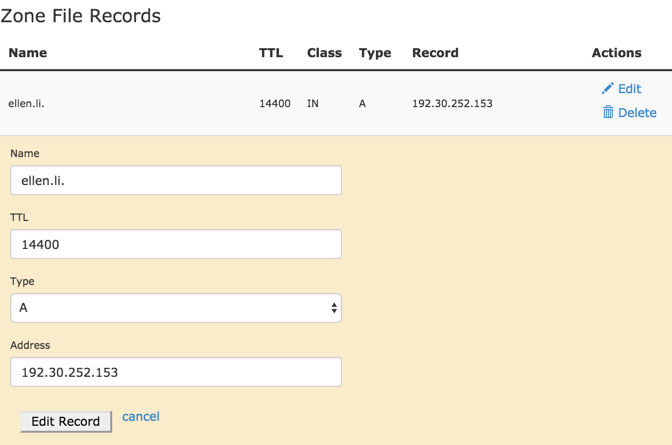 Zone File Records
Name TTL Class Type Record Actions
ellen.li. 14400 IN A 192.30.252.153 Edit
Delete
Name
ellen.li.
TTL
14400
Type
A
Address
192.30.252.153
Edit Record cancel